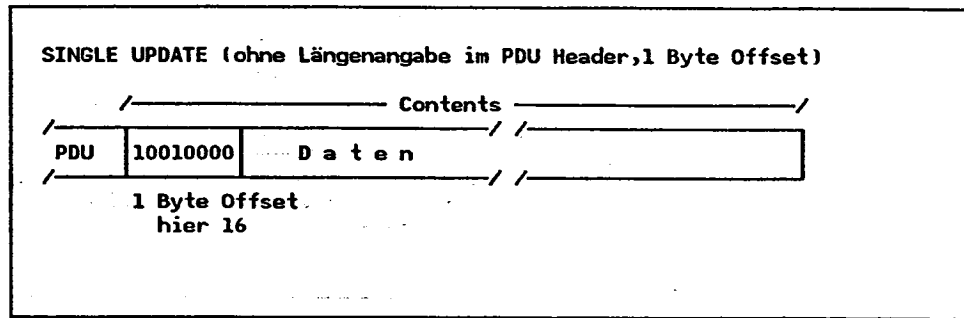 SINGLE UPDATE (ohne Längenangabe im PDU Header,1 Byte Offset)
Contents
PDU 10010000 D a t e n
1 Byte Offset
hier 16